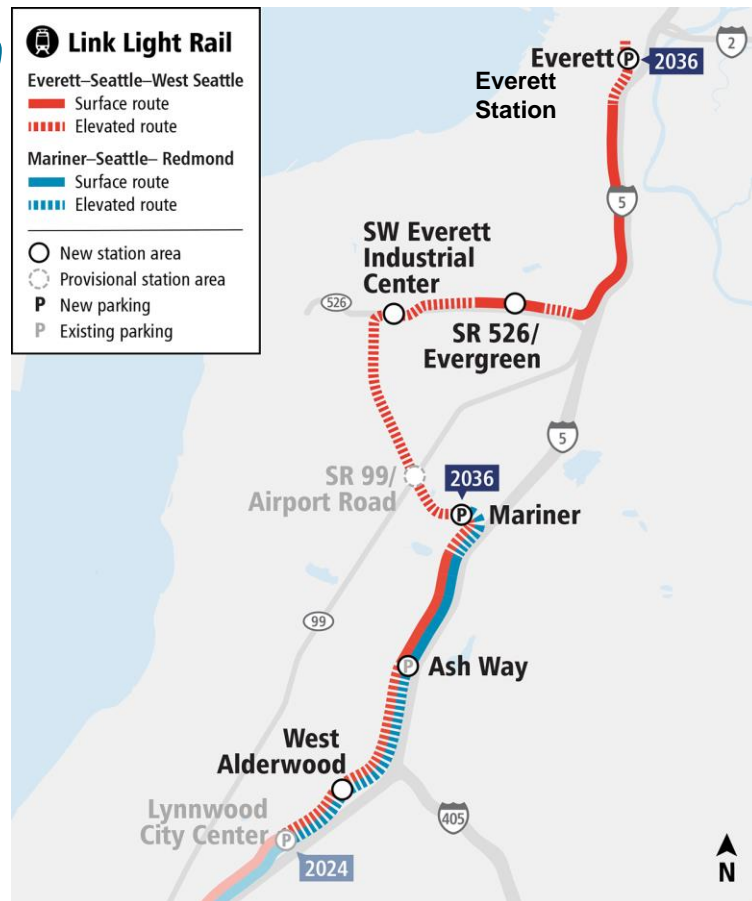 Link Light Rail
Everett–Seattle–West Seattle
Surface route
Elevated route
Mariner–Seattle– Redmond
Surface route
Elevated route
New station area
Provisional station area
P New parking
P Existing parking
2
Everett P 2036
Everett
Station
5
SW Everett
Industrial
Center
526
SR 526/
Evergreen
5
SR 99/
Airport Road
2036
P Mariner
99
P Ash Way
West
Alderwood
Lynnwood
City Center P
405
2024
N